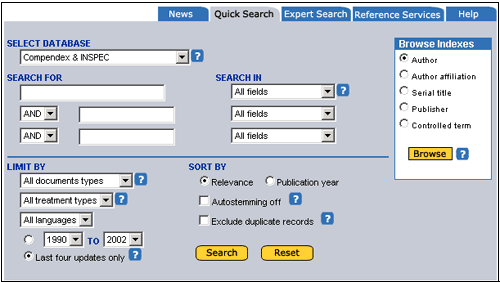 News Quick Search Expert Search Reference Services Help
SELECT DATABASE
Compendex & INSPEC ?
SEARCH FOR SEARCH IN
All fields ?
AND All fields
AND All fields
Browse Indexes
Author
Author affiliation
Serial title
Publisher
Controlled term
Browse ?
LIMIT BY SORT BY
All documents types ? Relevance Publication year
All treatment types ? Autostemming off ?
All languages Exclude duplicate records ?
1990 TO 2002
Last four updates only ? Search Reset